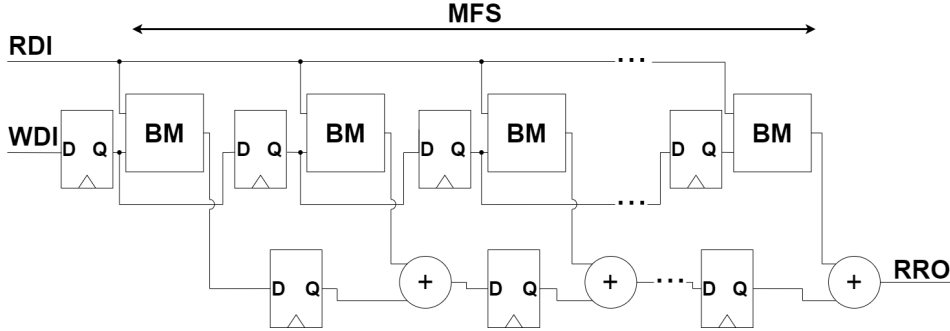 MFS
RDI
...
WDI D Q BM D Q BM D Q BM D Q BM
...
D Q + D Q + ... D Q + RRO